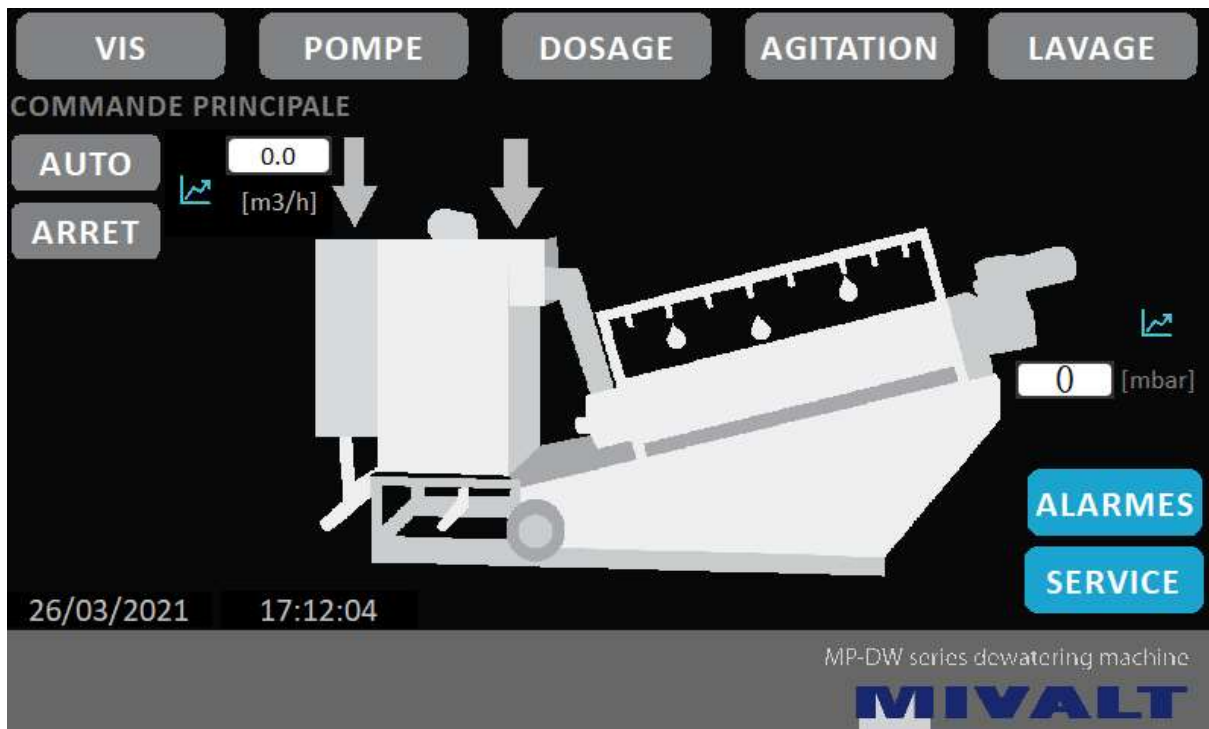 VIS POMPE DOSAGE AGITATION LAVAGE
COMMANDE PRINCIPALE
AUTO
0.0
[m3/h]
ARRET
0 [mbar]
ALARMES
SERVICE
26/03/2021 17:12:04
MP-DW series dewatering machine
MIVALT